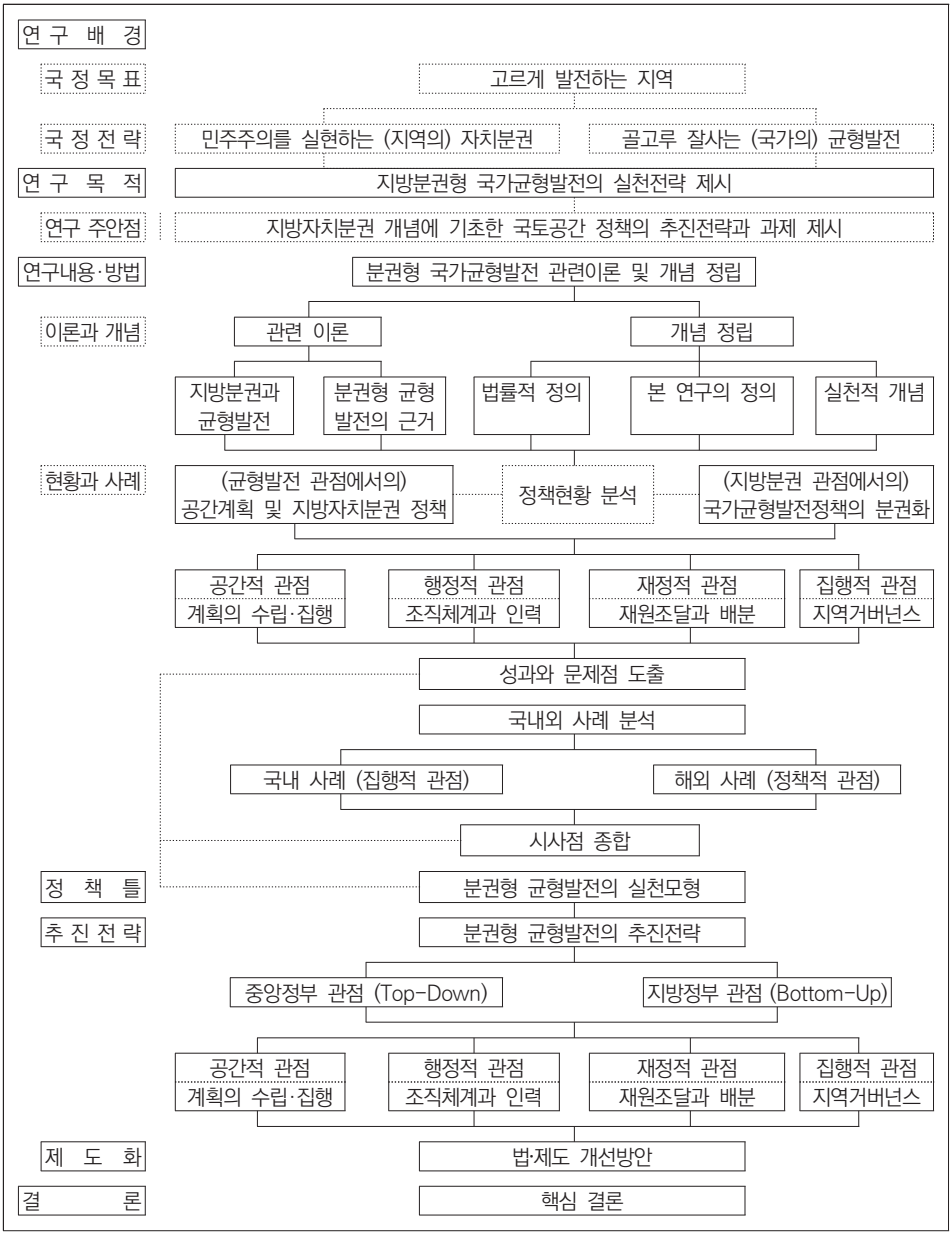 연 구 배 경
국 정 목 표
고르게 발전하는 지역
국 정 전 략
민주주의를 실현하는 (지역의) 자치분권
골고루 잘사는 (국가의) 균형발전
연 구 목 적
지방분권형 국가균형발전의 실천전략 제시
연구 주안점
지방자치분권 개념에 기초한 국토공간 정책의 추진전략과 과제 제시
연구내용·방법
분권형 국가균형발전 관련이론 및 개념 정립
이론과 개념
관련 이론
개념 정립
지방분권과
균형발전
분권형 균형
발전의 근거
법률적 정의
본 연구의 정의
실천적 개념
현황과 사례
(균형발전 관점에서의)
공간계획 및 지방자치분권 정책
정책현황 분석
(지방분권 관점에서의)
국가균형발전정책의 분권화
공간적 관점
계획의 수립·집행
행정적 관점
조직체계과 인력
재정적 관점
재원조달과 배분
집행적 관점
지역거버넌스
성과와 문제점 도출
국내외 사례 분석
국내 사례 (집행적 관점)
해외 사례 (정책적 관점)
시사점 종합
정 책 틀
분권형 균형발전의 실천모형
추 진 전 략
분권형 균형발전의 추진전략
중앙정부 관점 (Top-Down)
지방정부 관점 (Bottom-Up)
공간적 관점
계획의 수립·집행
행정적 관점
조직체계과 인력
재정적 관점
재원조달과 배분
집행적 관점
지역거버넌스
제 도 화
법·제도 개선방안
결 론
핵심 결론